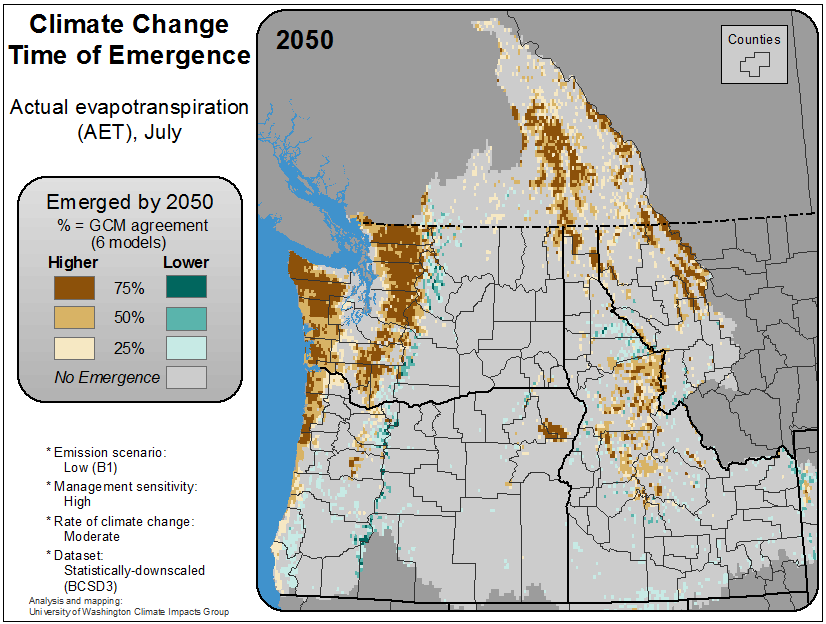 Climate Change
Time of Emergence
Actual evapotranspiration
(AET), July
Emerged by 2050
% = GCM agreement
(6 models)
Higher Lower
75%
50%
25%
No Emergence
* Emission scenario:
Low (B1)
* Management sensitivity:
High
* Rate of climate change:
Moderate
* Dataset:
Statistically-downscaled
(BCSD3)
Analysis and mapping:
University of Washington Climate Impacts Group
2050
Counties